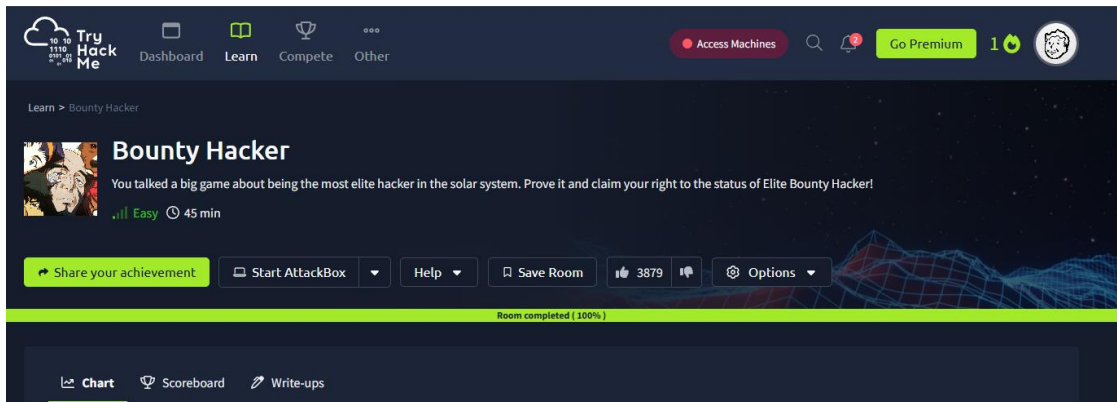 Try
Hack
Me
Dashboard
Learn
Compete
Other
Access Machines
2
Go Premium
1
Learn > Bounty Hacker
Bounty Hacker
You talked a big game about being the most elite hacker in the solar system. Prove it and claim your right to the status of Elite Bounty Hacker!
Easy 45 min
Share your achievement
Start AttackBox
Help
Save Room
3879
Options
Room completed ( 100% )
Chart
Scoreboard
Write-ups